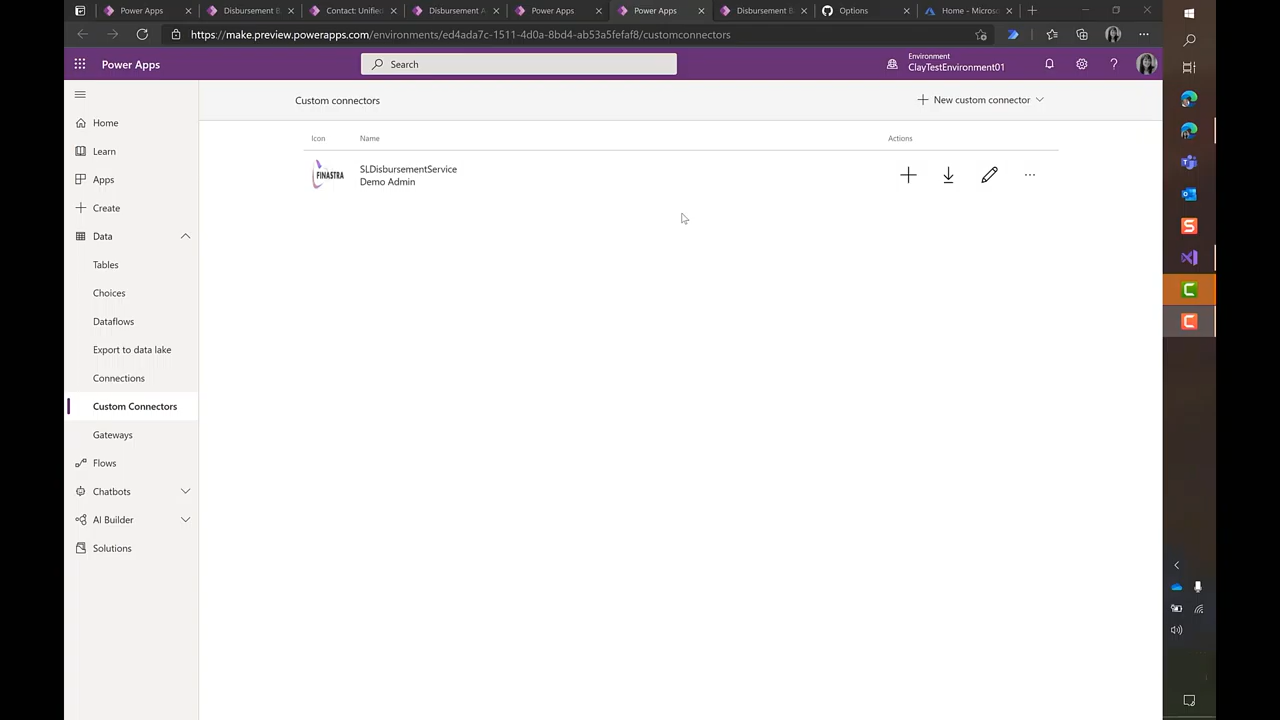 Power Apps
Disbursement B
Contact: Unifie
Disbursement A
Power Apps
Power Apps
Disbursement B
Options
Home - Micros
https://make.preview.powerapps.com/environments/ed4ada7c-1511-4d0a-8bd4-ab53a5fefaf8/customconnectors
Power Apps
Search
Environment
ClayTestEnvironment01
Custom connectors
New custom connector
Home
Learn
Apps
Create
Data
Tables
Choices
Dataflows
Export to data lake
Connections
Custom Connectors
Gateways
Flows
Chatbots
AI Builder
Solutions
Icon
Name
Actions
FINASTRA
SLDisbursementService
Demo Admin